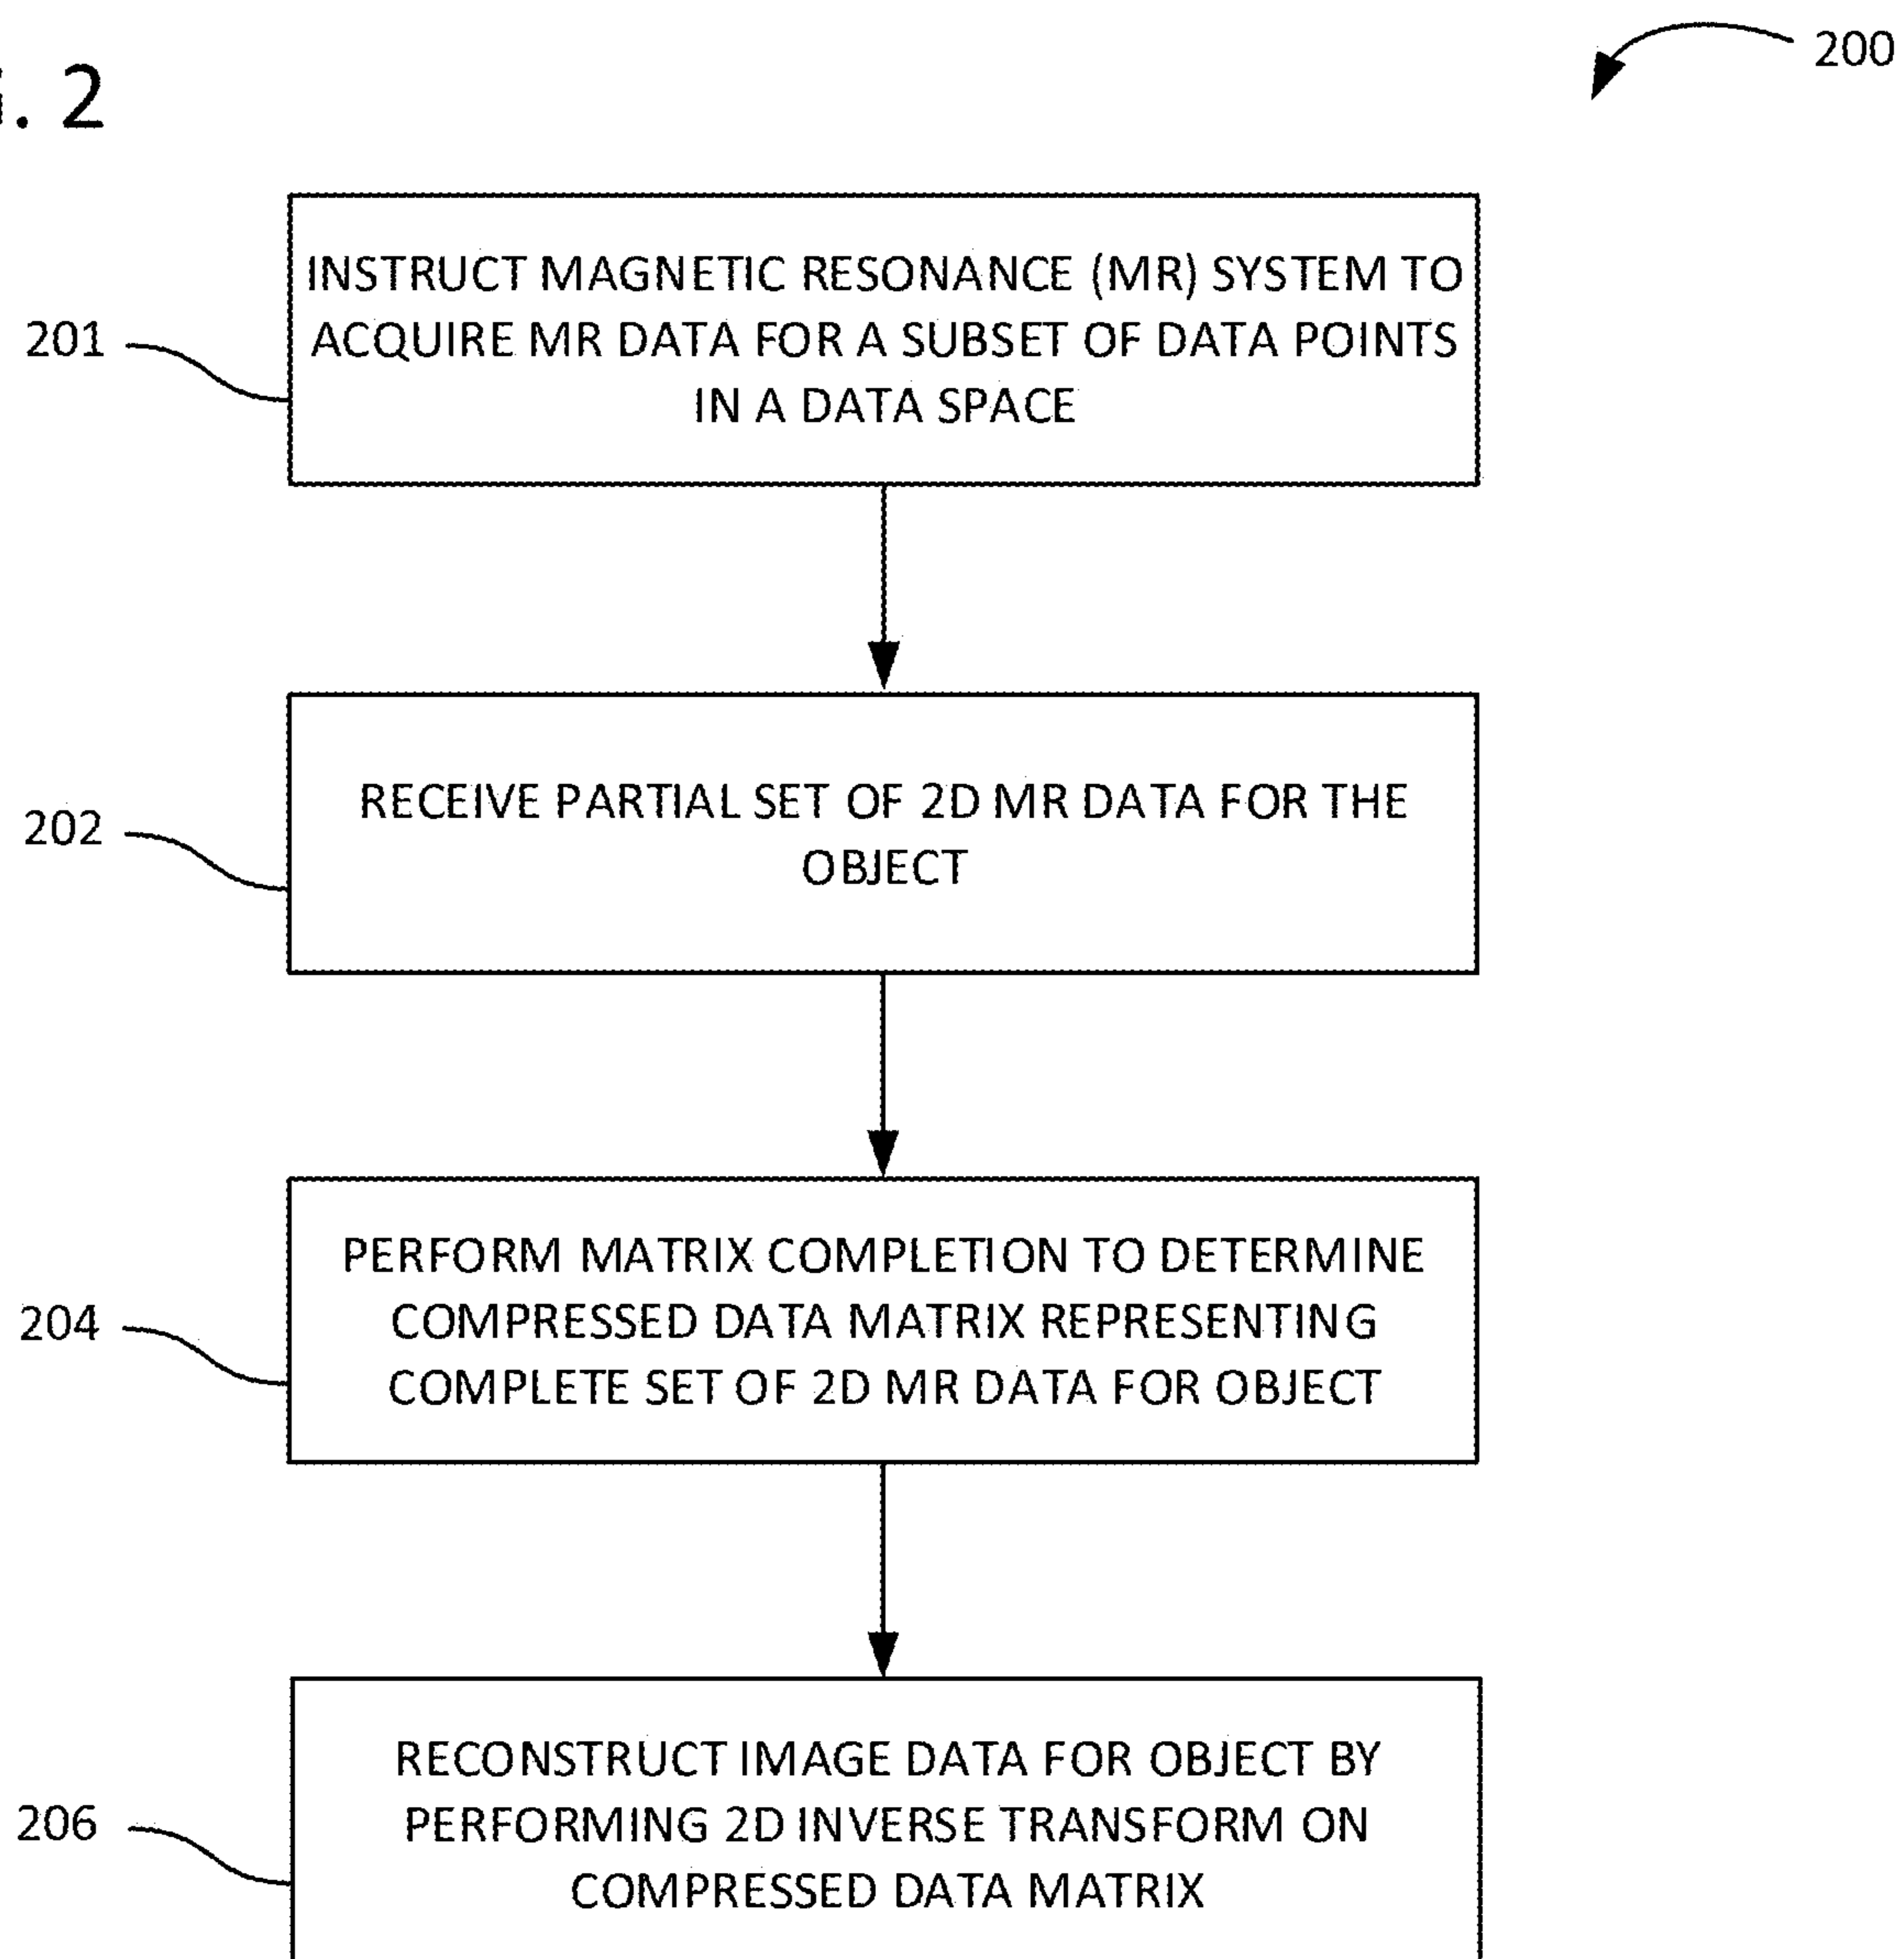 . 2
200
INSTRUCT MAGNETIC RESONANCE (MR) SYSTEM TO
ACQUIRE MR DATA FOR A SUBSET OF DATA POINTS
IN A DATA SPACE
201
RECEIVE PARTIAL SET OF 2D MR DATA FOR THE
OBJECT
202
PERFORM MATRIX COMPLETION TO DETERMINE
COMPRESSED DATA MATRIX REPRESENTING
COMPLETE SET OF 2D MR DATA FOR OBJECT
204
RECONSTRUCT IMAGE DATA FOR OBJECT BY
PERFORMING 2D INVERSE TRANSFORM ON
COMPRESSED DATA MATRIX
206